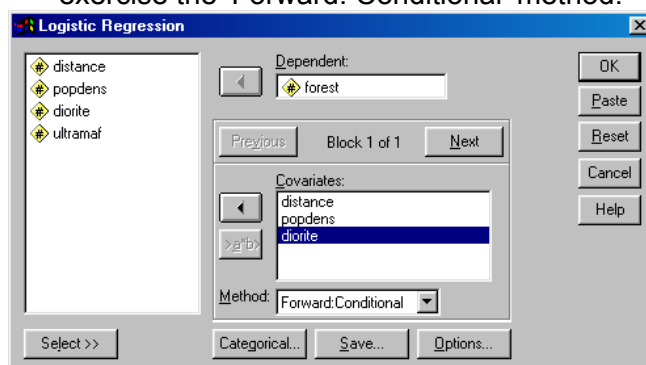 exercise the 'Forward: Conditional' method.
Logistic Regression
distance
popdens
diorite
ultramaf
Dependent:
forest
OK
Paste
Reset
Cancel
Help
Previous
Block 1 of 1
Next
Covariates:
distance
popdens
diorite
>a*b>
Method:
Forward:Conditional
Select >>
Categorical...
Save...
Options...